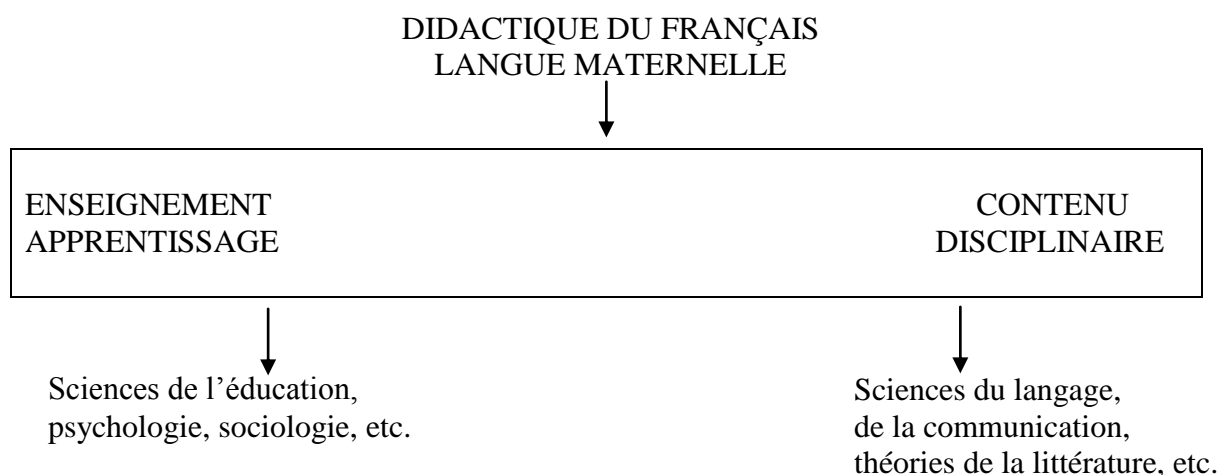 DIDACTIQUE DU FRANÇAIS
LANGUE MATERNELLE
ENSEIGNEMENT
APPRENTISSAGE
CONTENU
DISCIPLINAIRE
Sciences de l’éducation,
psychologie, sociologie, etc.
Sciences du langage,
de la communication,
théories de la littérature, etc.